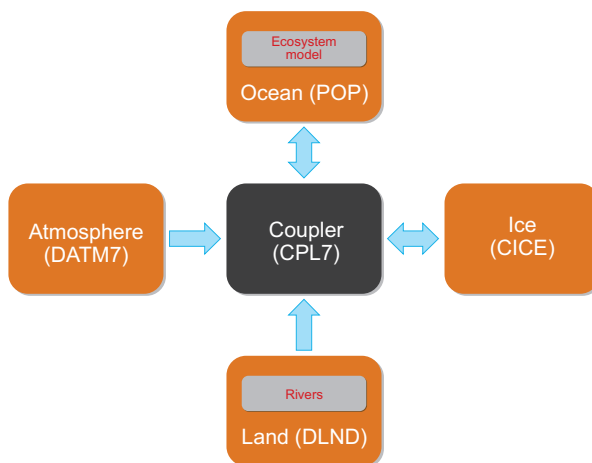 Ecosystem
model
Ocean (POP)
Atmosphere
(DATM7)
Coupler
(CPL7)
Ice
(CICE)
Rivers
Land (DLND)